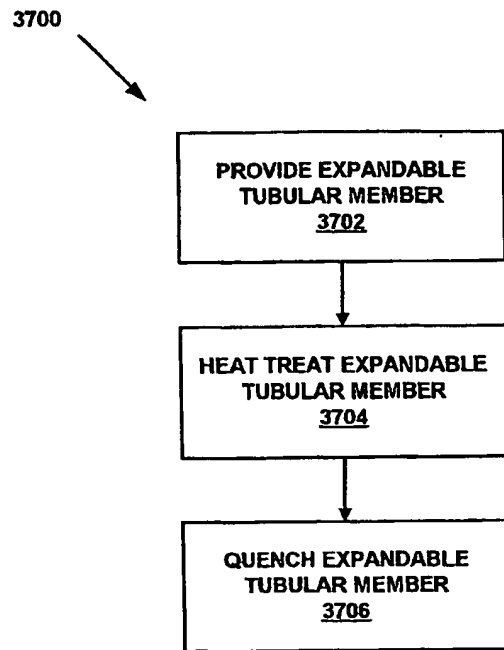 3700
PROVIDE EXPANDABLE
TUBULAR MEMBER
3702
HEAT TREAT EXPANDABLE
TUBULAR MEMBER
3704
QUENCH EXPANDABLE
TUBULAR MEMBER
3706